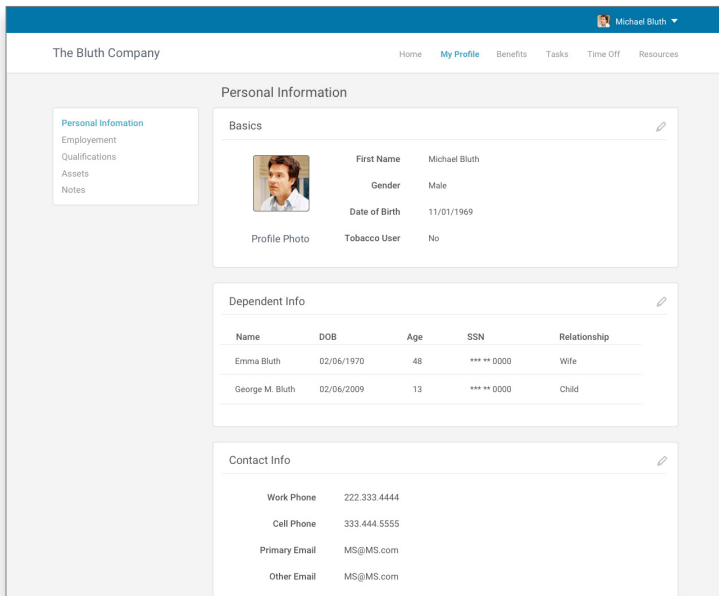 Michael Bluth
The Bluth Company
Home My Profile Benefits Tasks Time Off Resources
Personal Information
Personal Infomation
Employement
Qualifications
Assets
Notes
Basics
First Name Michael Bluth
Gender Male
Date of Birth 11/01/1969
Profile Photo
Tobacco User No
Dependent Info
Name DOB Age SSN Relationship
Emma Bluth 02/06/1970 48 *** ** 0000 Wife
George M. Bluth 02/06/2009 13 *** ** 0000 Child
Contact Info
Work Phone 222.333.4444
Cell Phone 333.444.5555
Primary Email MS@MS.com
Other Email MS@MS.com